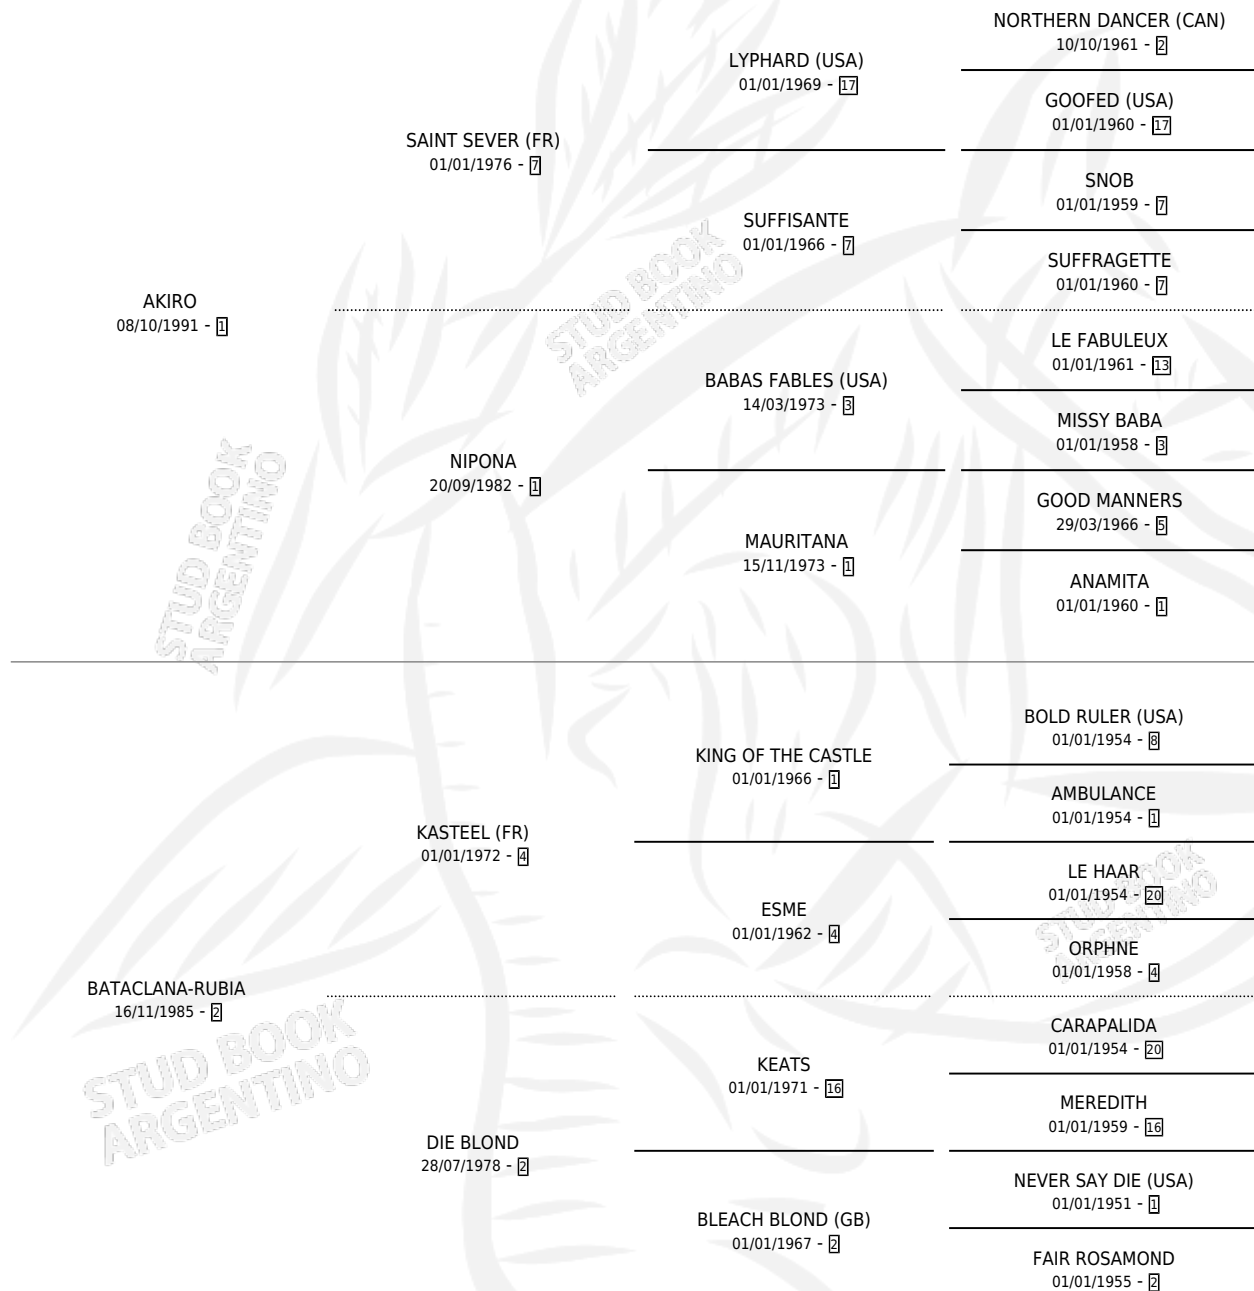 NORTHERN DANCER (CAN)
10/10/1961 - 2
LYPHARD (USA)
01/01/1969 - 17
GOOFED (USA)
01/01/1960 - 17
SAINT SEVER (FR)
01/01/1976 - 7
SNOB
01/01/1959 - 7
SUFFISANTE
01/01/1966 - 7
SUFFRAGETTE
01/01/1960 - 7
STUD BOOK
ARGENTINO
AKIRO
08/10/1991 - 1
LE FABULEUX
01/01/1961 - 13
BABAS FABLES (USA)
14/03/1973 - 3
MISSY BABA
01/01/1958 - 3
NIPONA
20/09/1982 - 1
GOOD MANNERS
29/03/1966 - 5
MAURITANA
15/11/1973 - 1
ANAMITA
01/01/1960 - 1
STUD BOOK
ARGENTINO
BOLD RULER (USA)
01/01/1954 - 8
KING OF THE CASTLE
01/01/1966 - 1
AMBULANCE
01/01/1954 - 1
KASTEEL (FR)
01/01/1972 - 4
LE HAAR
01/01/1954 - 20
ESME
01/01/1962 - 4
ORPHNE
01/01/1958 - 4
STUD BOOK
ARGENTINO
BATACLANA-RUBIA
16/11/1985 - 2
CARAPALIDA
01/01/1954 - 20
KEATS
01/01/1971 - 16
MEREDITH
01/01/1959 - 16
STUD BOOK
ARGENTINO
DIE BLOND
28/07/1978 - 2
NEVER SAY DIE (USA)
01/01/1951 - 1
BLEACH BLOND (GB)
01/01/1967 - 2
FAIR ROSAMOND
01/01/1955 - 2